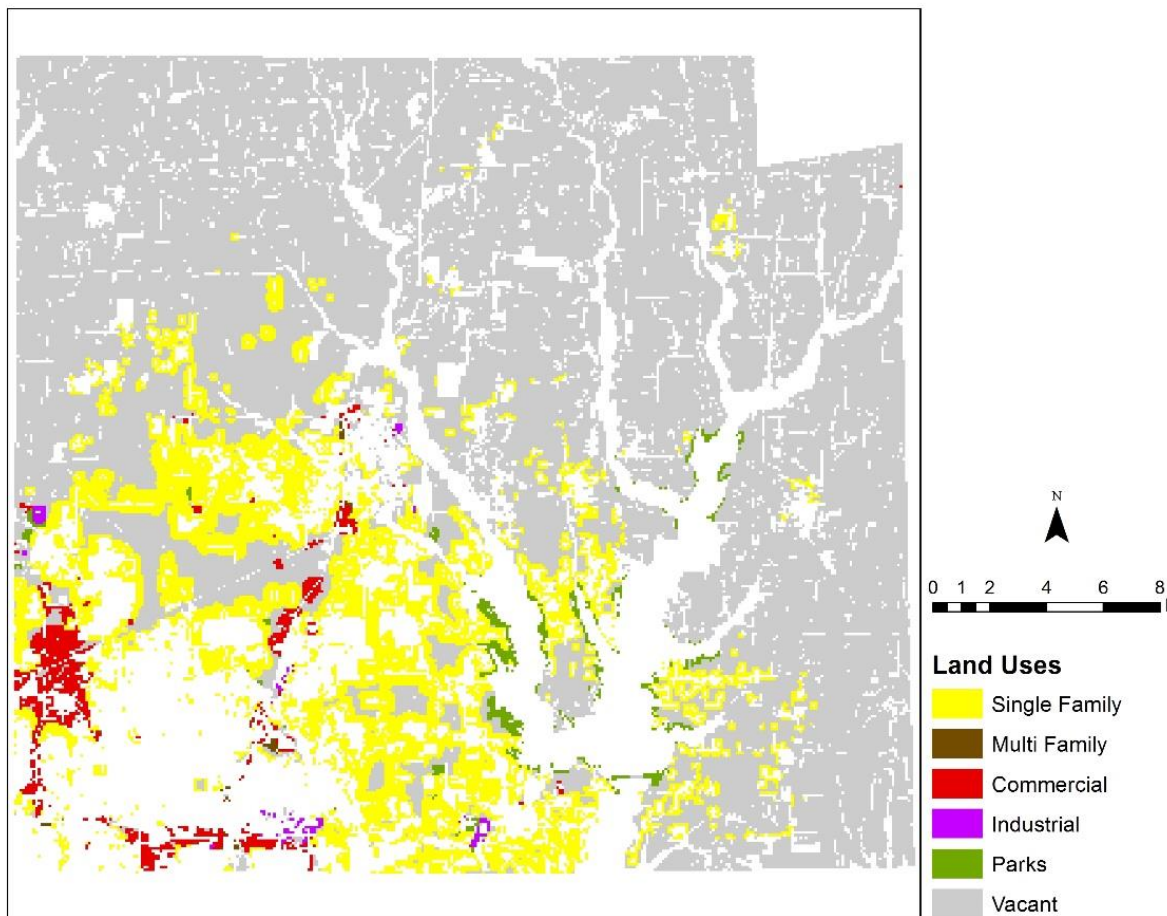 N
0 1 2 4 6 8
Land Uses
Single Family
Multi Family
Commercial
Industrial
Parks
Vacant